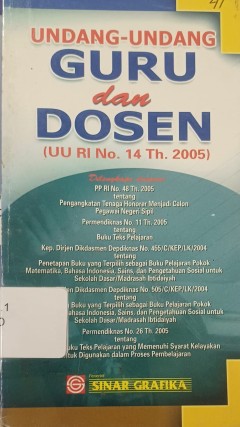 41
UNDANG-UNDANG
GURU
dan
DOSEN
(UU RI No. 14 Th. 2005)
Dilengkapi
PP RI No. 48 Th. 2005
tentang
Pengangkatan Tenaga Honorer Menjadi Calon
Pegawai Negeri Sipil
Permendiknas No. 11 Th. 2005
tentang
Buku Teks Pelajaran
Kep. Dirjen Dikdasmen Depdiknas No. 455/C/KEP/LK/2004
tentang
Penetapan Buku yang Terpilih sebagai Buku Pelajaran Pokok
Matematika, Bahasa Indonesia, Sains, dan Pengetahuan Sosial untuk
Sekolah Dasar/Madrasah Ibtidaiyah
Dirjen Dikdasmen Depdiknas No. 505/C/KEP/LK/2004
tentang
Buku yang Terpilih sebagai Buku Pelajaran Pokok
Bahasa Indonesia, Sains, dan Pengetahuan Sosial untuk
Sekolah Dasar/Madrasah Ibtidaiyah
Permendiknas No. 26 Th. 2005
tentang
Buku Teks Pelajaran yang Memenuhi Syarat Kelayakan
untuk Digunakan dalam Proses Pembelajaran
Penerbit
SINAR GRAFIKA